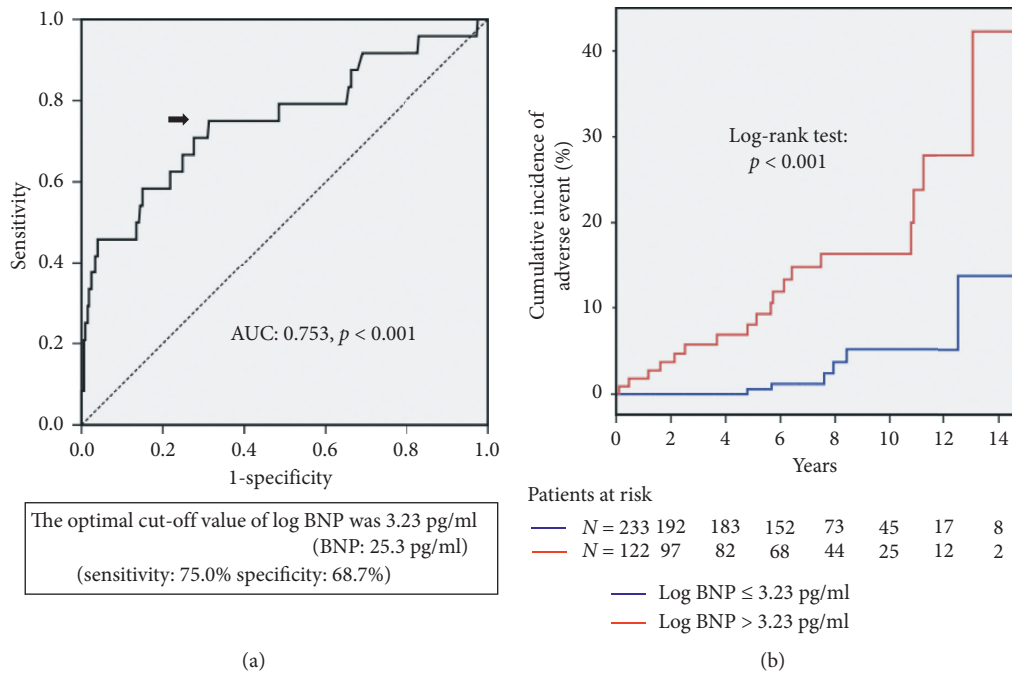 1.0
0.8
0.6
0.4
0.2
0.0
Sensitivity
AUC: 0.753, p < 0.001
0.0 0.2 0.4 0.6 0.8 1.0
1-specificity
The optimal cut-off value of log BNP was 3.23 pg/ml
(BNP: 25.3 pg/ml)
(sensitivity: 75.0% specificity: 68.7%)
(a)
40
30
20
10
0
Cumulative incidence of
adverse event (%)
Log-rank test:
p < 0.001
0 2 4 6 8 10 12 14
Years
Patients at risk
N = 233 192 183 152 73 45 17 8
N = 122 97 82 68 44 25 12 2
Log BNP ≤ 3.23 pg/ml
Log BNP > 3.23 pg/ml
(b)